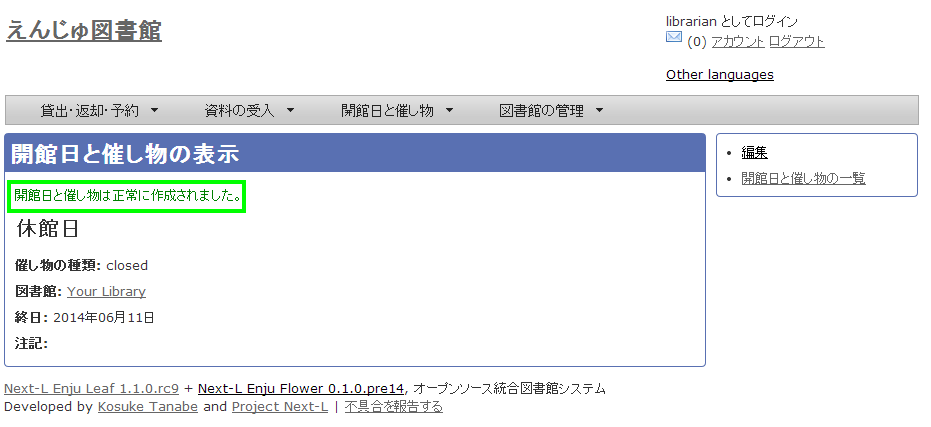 えんじゅ図書館
librarian としてログイン
(0) アカウント ログアウト
Other languages
貸出・返却・予約 資料の受入 開館日と催し物 図書館の管理
開館日と催し物の表示
開館日と催し物は正常に作成されました。
休館日
催し物の種類: closed
図書館: Your Library
終日: 2014年06月11日
注記:
編集
開館日と催し物の一覧
Next-L Enju Leaf 1.1.0.rc9 + Next-L Enju Flower 0.1.0.pre14, オープンソース統合図書館システム
Developed by Kosuke Tanabe and Project Next-L | 不具合を報告する